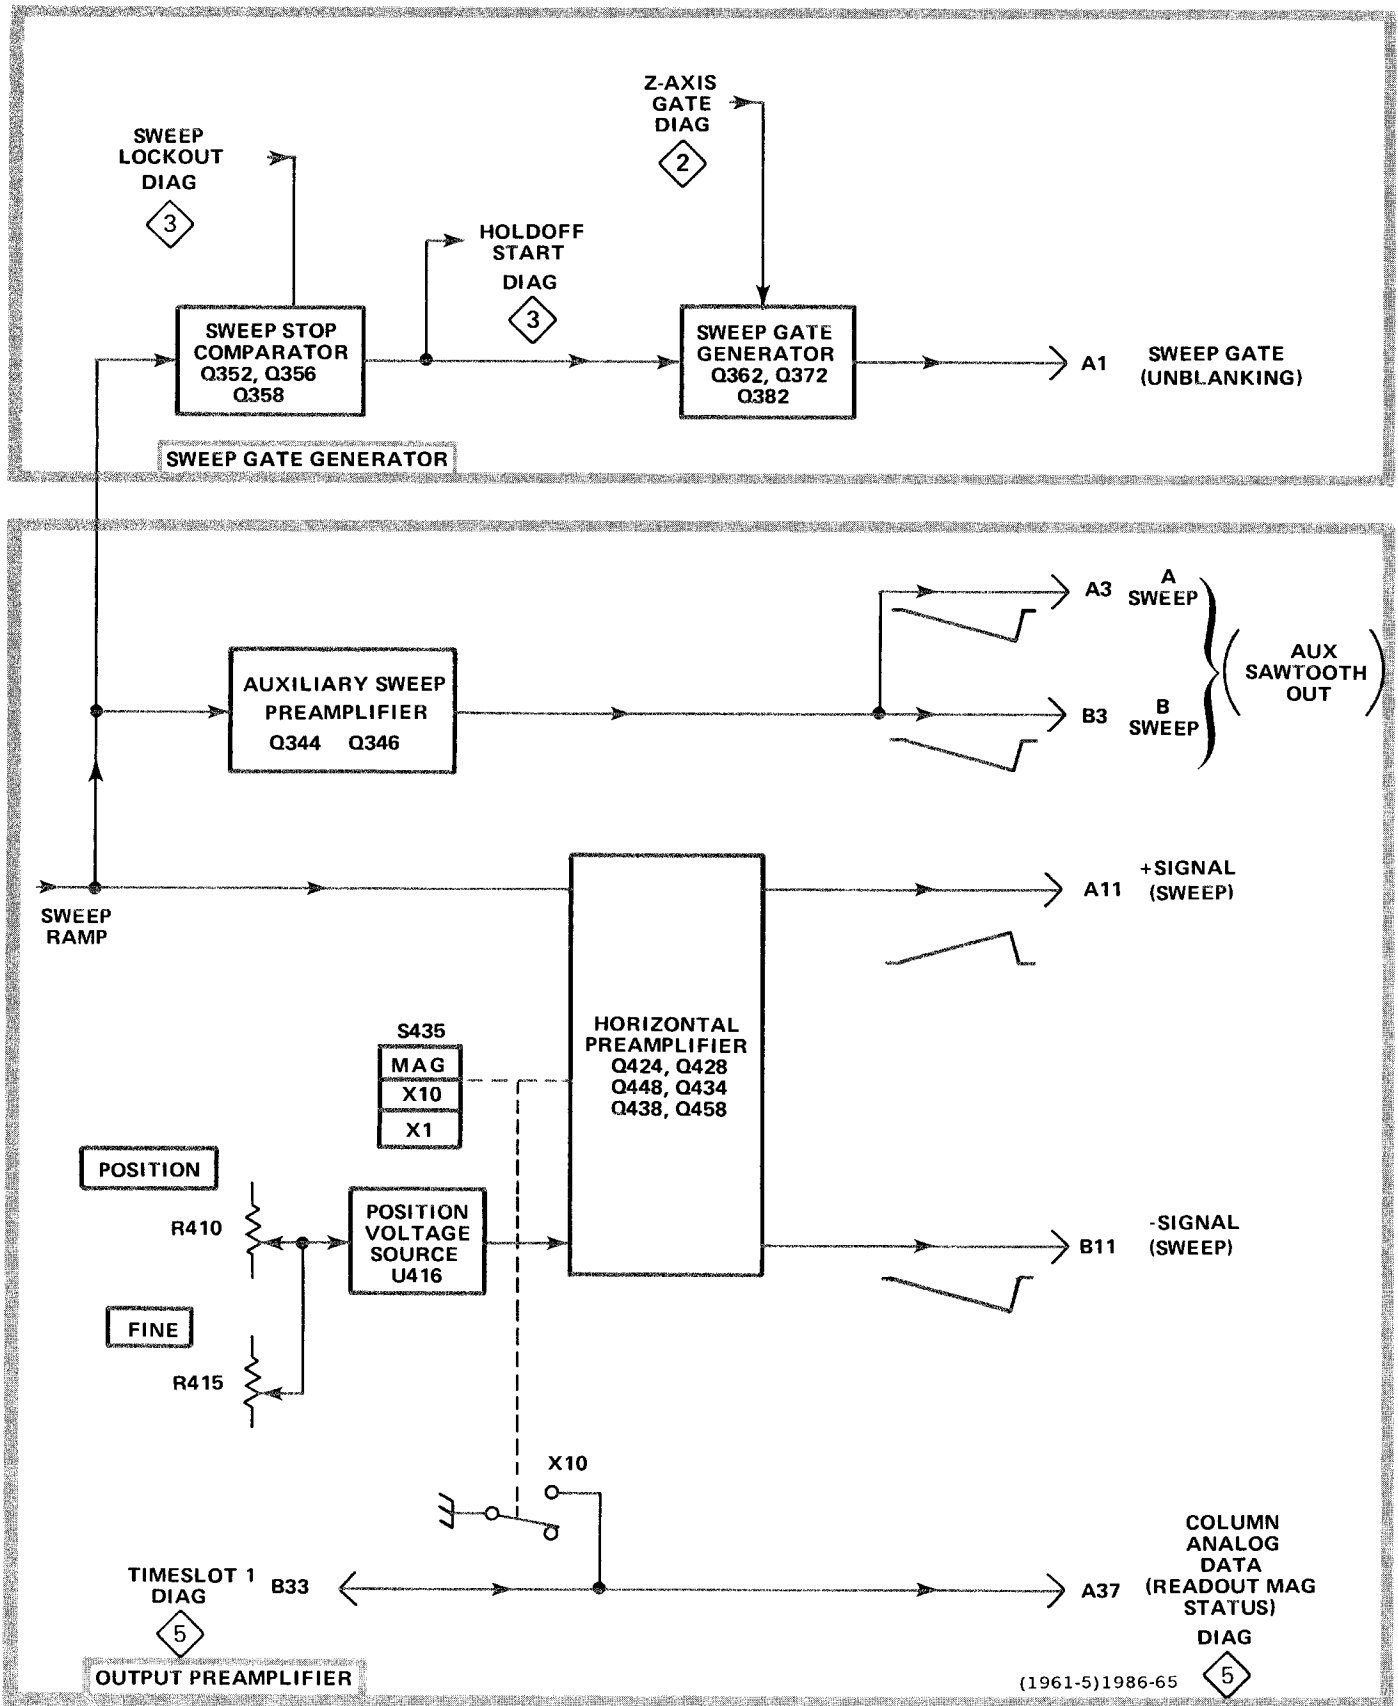 Z-AXIS
GATE
DIAG
2
SWEEP
LOCKOUT
DIAG
3
HOLDOFF
START
DIAG
3
SWEEP STOP
COMPARATOR
Q352, Q356
Q358
SWEEP GATE
GENERATOR
Q362, Q372
Q382
A1
SWEEP GATE
(UNBLANKING)
SWEEP GATE GENERATOR
A3
A
SWEEP
AUX
SAWTOOTH
OUT
AUXILIARY SWEEP
PREAMPLIFIER
Q344 Q346
B3
B
SWEEP
SWEEP
RAMP
A11
+SIGNAL
(SWEEP)
HORIZONTAL
PREAMPLIFIER
Q424, Q428
Q448, Q434
Q438, Q458
S435
MAG
X10
X1
POSITION
R410
POSITION
VOLTAGE
SOURCE
U416
B11
-SIGNAL
(SWEEP)
FINE
R415
X10
TIMESLOT 1
DIAG
5
B33
A37
COLUMN
ANALOG
DATA
(READOUT MAG
STATUS)
DIAG
5
OUTPUT PREAMPLIFIER
(1961-5)1986-65